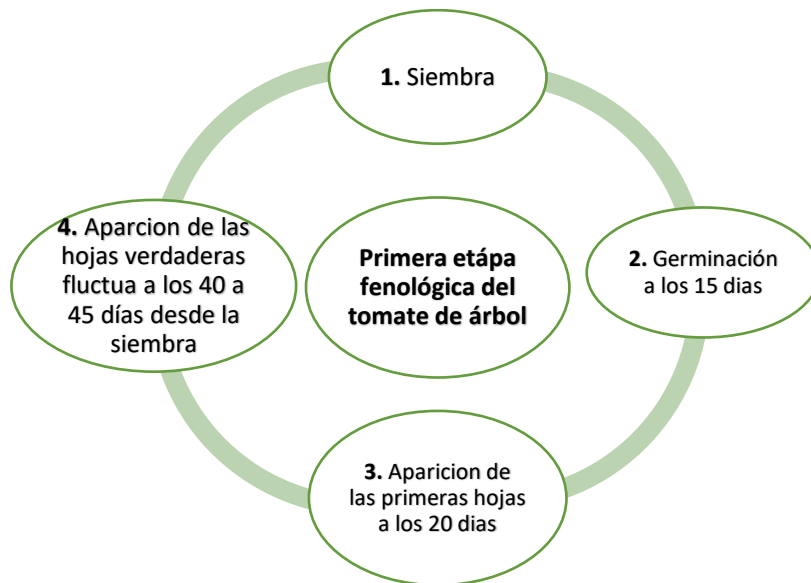 1. Siembra
2. Germinación
a los 15 dias
3. Aparicion de
las primeras hojas
a los 20 dias
4. Aparcion de las
hojas verdaderas
fluctua a los 40 a
45 días desde la
siembra
Primera etápa
fenológica del
tomate de árbol